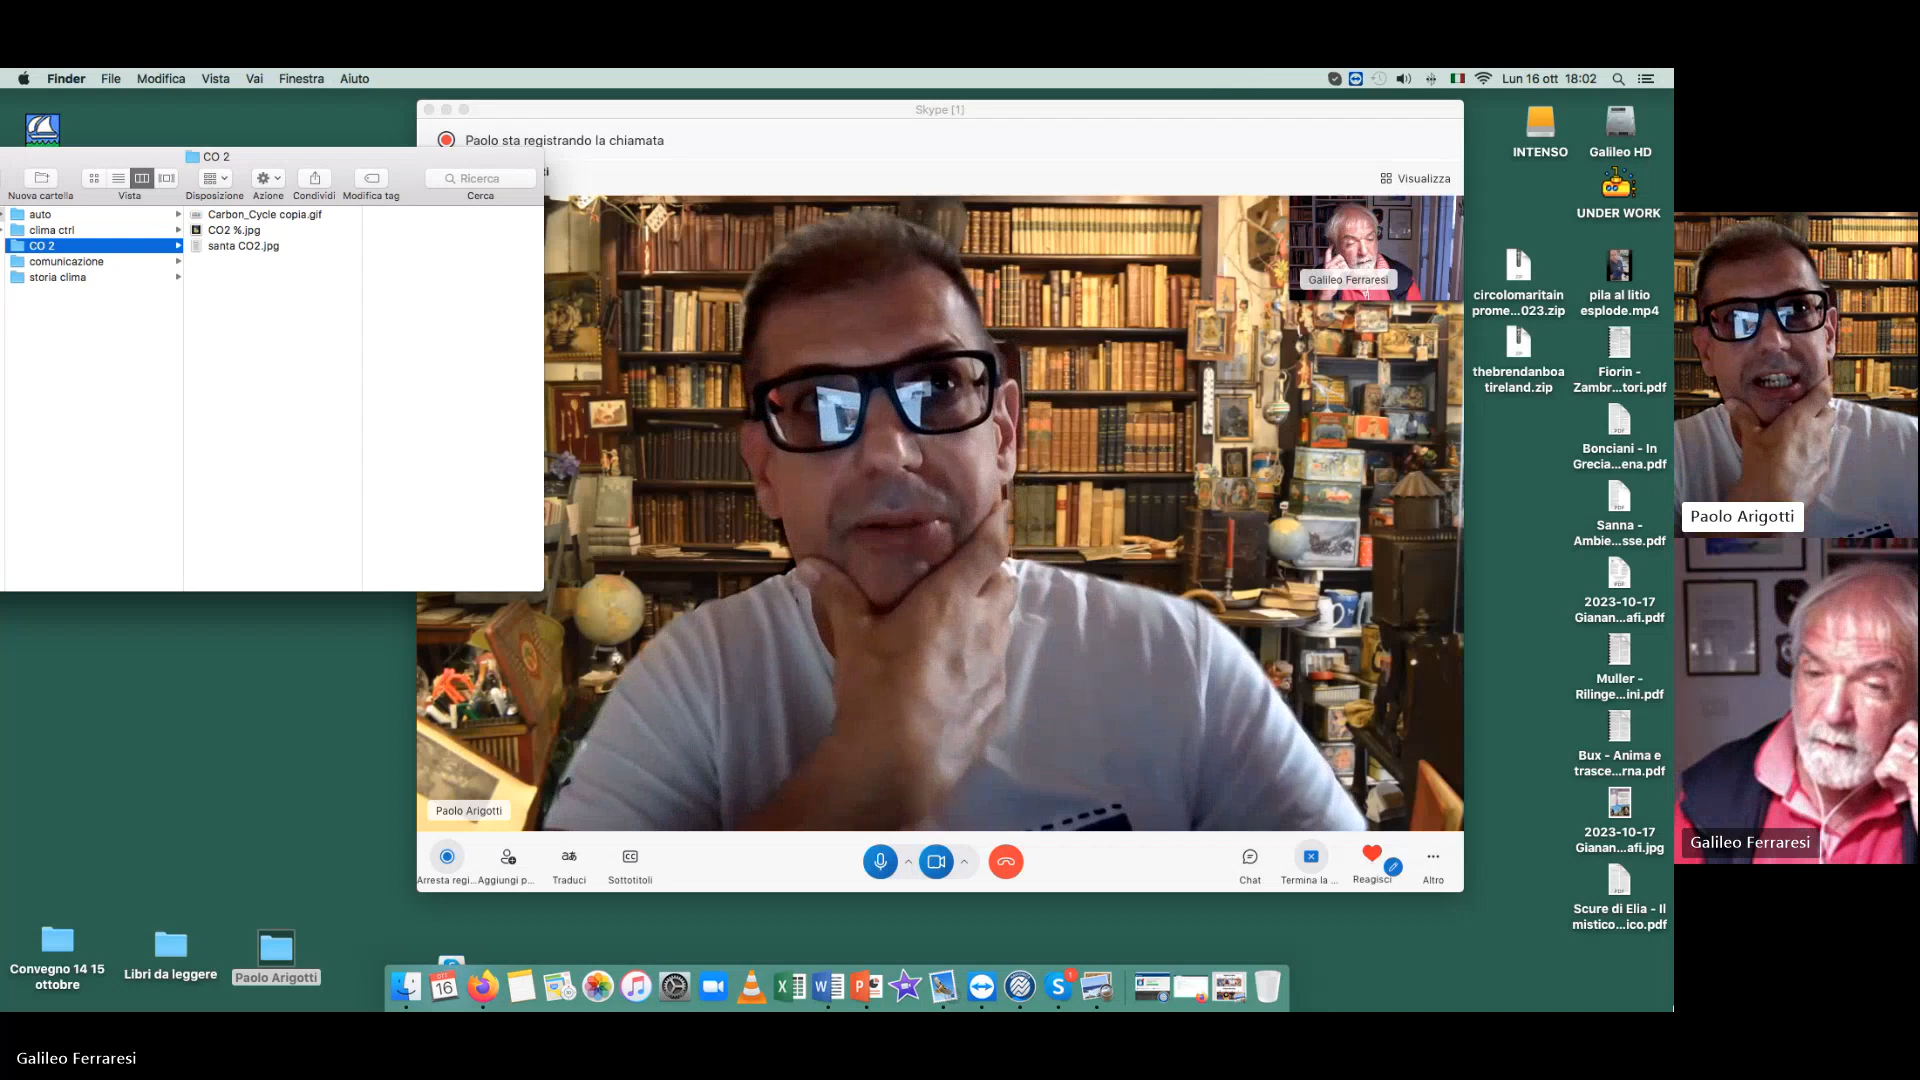 Finder File Modifica Vista Vai Finestra Aiuto
Lun 16 ott 18:02
Skype [1]
Paolo sta registrando la chiamata
Visualizza
CO 2
Ricerca
Nuova cartella Vista Disposizione Azione Condividi Modifica tag Cerca
auto
clima ctrl
CO 2
comunicazione
storia clima
Carbon_Cycle copia.gif
CO2 %.jpg
santa CO2.jpg
Galileo Ferraresi
Paolo Arigotti
Arresta regi... Aggiungi p... Traduci Sottotitoli
Chat Termina la ... Reagisci Altro
INTENSO
Galileo HD
UNDER WORK
circolomaritain
prome...023.zip
pila al litio
esplode.mp4
thebrendanboa
tireland.zip
Fiorin -
Zambr...tori.pdf
Bonciani - In
Grecia...ena.pdf
Sanna -
Ambie...sse.pdf
2023-10-17
Gianan...afi.pdf
Muller -
Rilinge...ini.pdf
Bux - Anima e
trasce...rna.pdf
2023-10-17
Gianan...afi.jpg
Scure di Elia - Il
mistico...ico.pdf
Convegno 14 15
ottobre
Libri da leggere
Paolo Arigotti
OTT
16
Paolo Arigotti
Galileo Ferraresi
Galileo Ferraresi